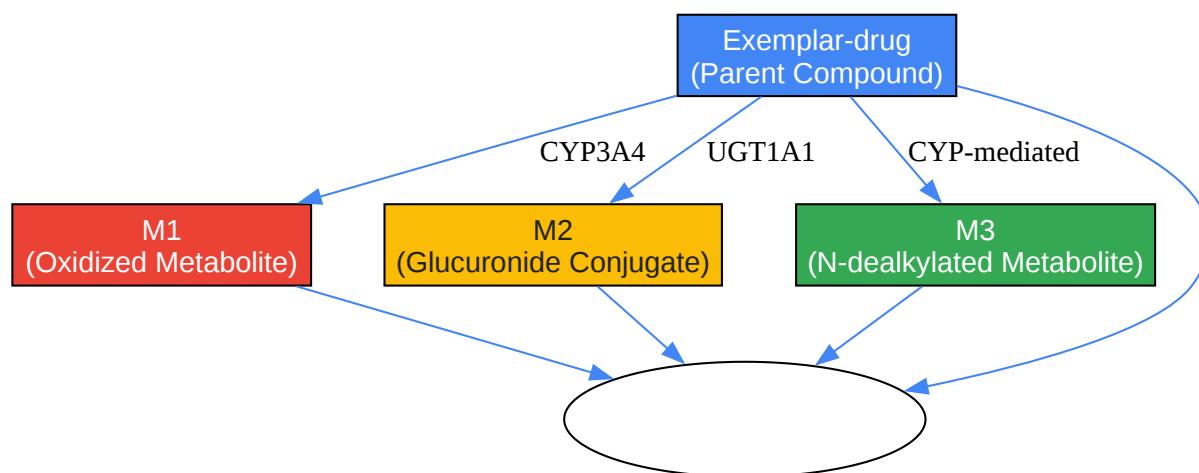 Exemplar-drug
(Parent Compound)
CYP3A4
UGT1A1
CYP-mediated
M1
(Oxidized Metabolite)
M2
(Glucuronide Conjugate)
M3
(N-dealkylated Metabolite)